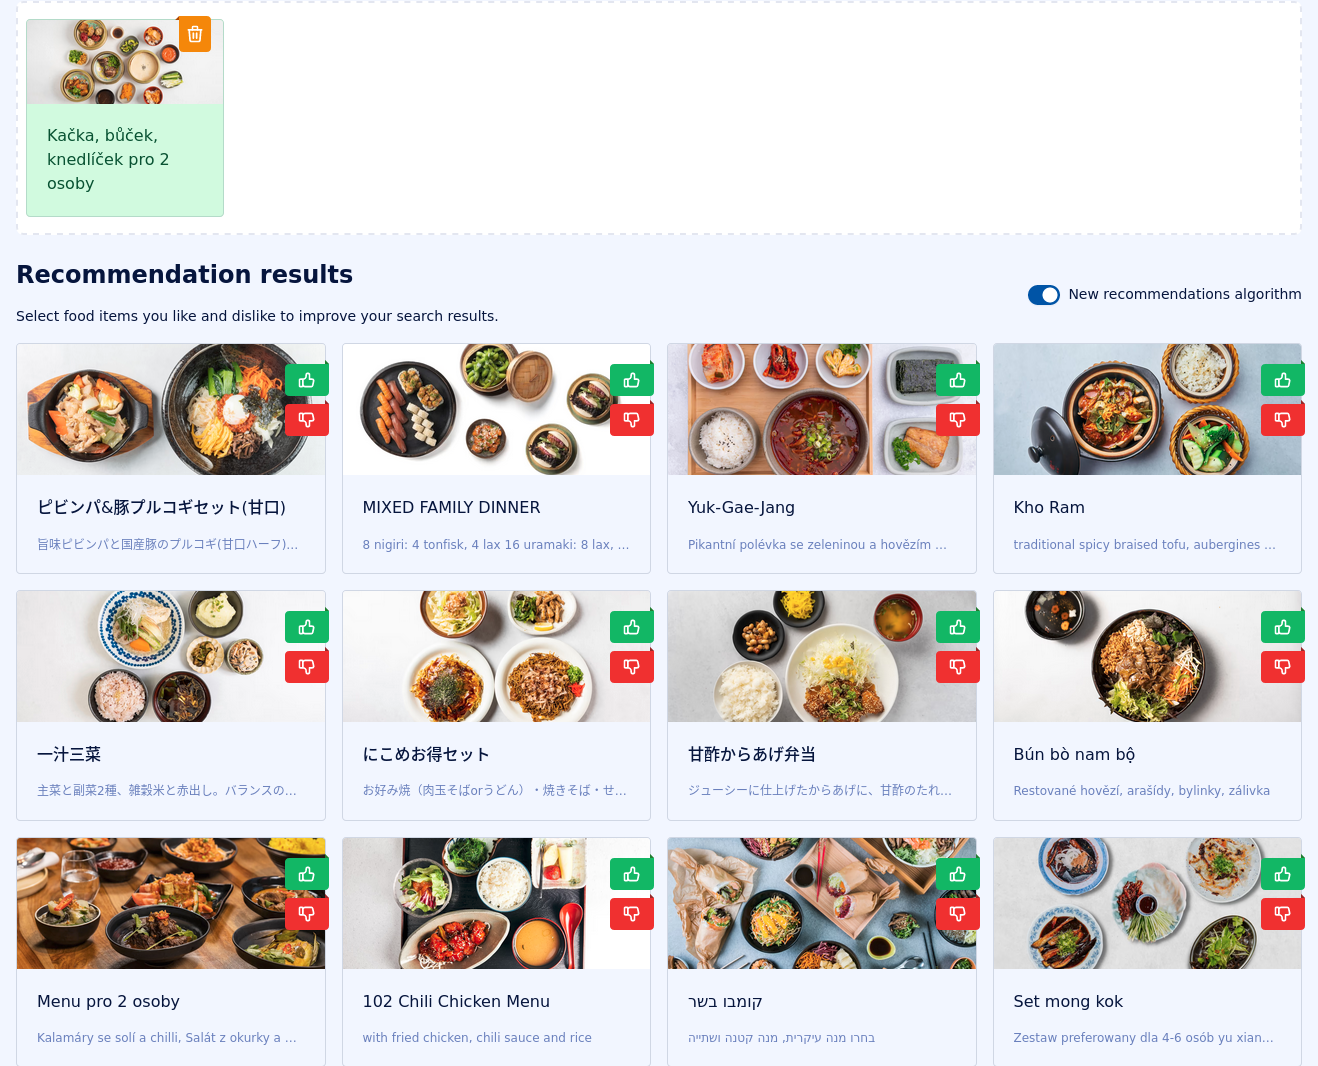 Kačka, bůček,
knedlíček pro 2
osoby
Recommendation results
Select food items you like and dislike to improve your search results.
New recommendations algorithm
ピビンパ&豚プルコギセット(甘口)
旨味ピビンパと国産豚のプルコギ(甘口ハーフ)…
MIXED FAMILY DINNER
8 nigiri: 4 tonfisk, 4 lax 16 uramaki: 8 lax, …
Yuk-Gae-Jang
Pikantní polévka se zeleninou a hovězím …
Kho Ram
traditional spicy braised tofu, aubergines …
一汁三菜
主菜と副菜2種、雑穀米と赤出し。バランスの…
にこめお得セット
お好み焼（肉玉そばorうどん）・焼きそば・せ…
甘酢からあげ弁当
ジューシーに仕上げたからあげに、甘酢のたれ…
Bún bò nam bộ
Restované hovězí, arašídy, bylinky, zálivka
Menu pro 2 osoby
Kalamáry se solí a chilli, Salát z okurky a …
102 Chili Chicken Menu
with fried chicken, chili sauce and rice
קומבו בשר
בחרו מנה עיקרית, מנה קטנה ושתייה
Set mong kok
Zestaw preferowany dla 4-6 osób yu xian…